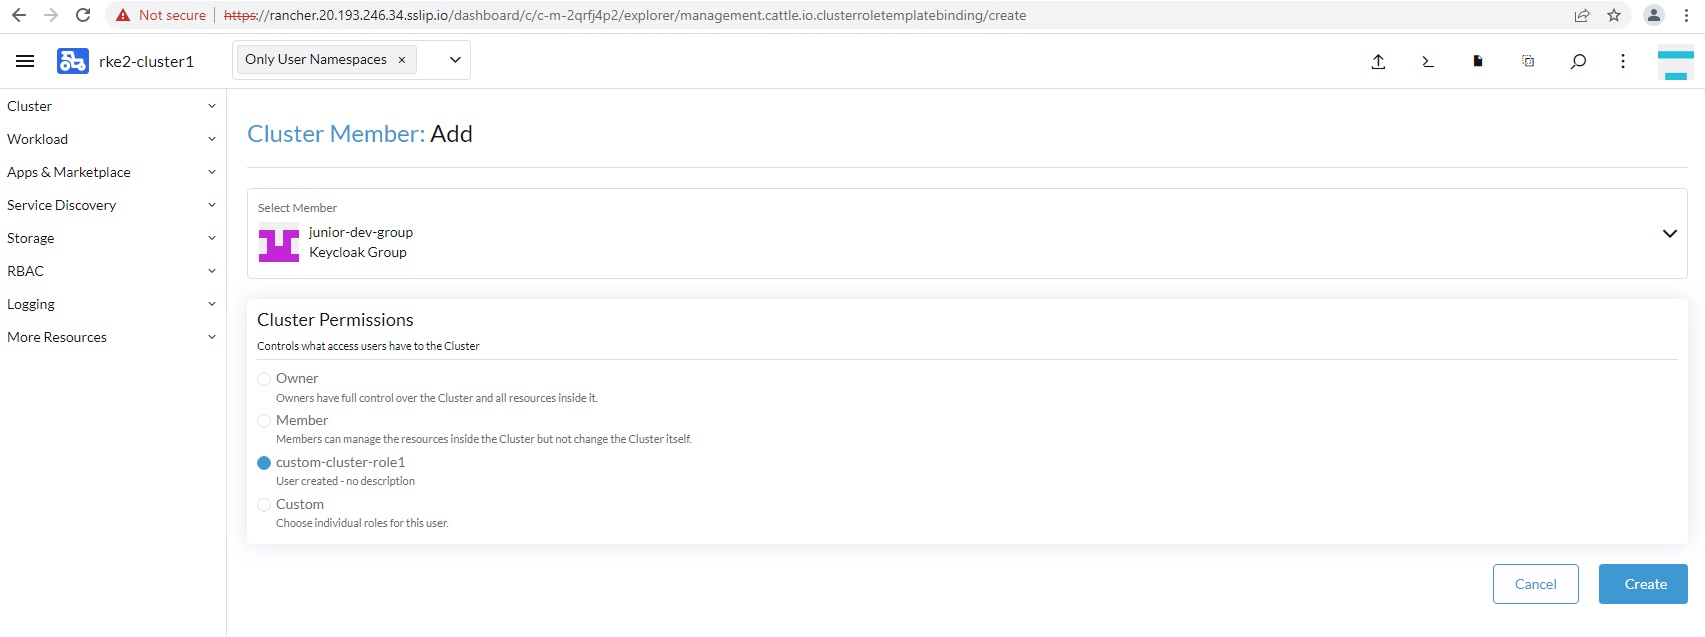 Not secure | https://rancher.20.193.246.34.sslip.io/dashboard/c/c-m-2qrfj4p2/explorer/management.cattle.io.clusterroletemplatebinding/create
rke2-cluster1
Only User Namespaces ×
Cluster
Workload
Apps & Marketplace
Service Discovery
Storage
RBAC
Logging
More Resources
Cluster Member: Add
Select Member
junior-dev-group
Keycloak Group
Cluster Permissions
Controls what access users have to the Cluster
Owner
Owners have full control over the Cluster and all resources inside it.
Member
Members can manage the resources inside the Cluster but not change the Cluster itself.
custom-cluster-role1
User created - no description
Custom
Choose individual roles for this user.
Cancel
Create